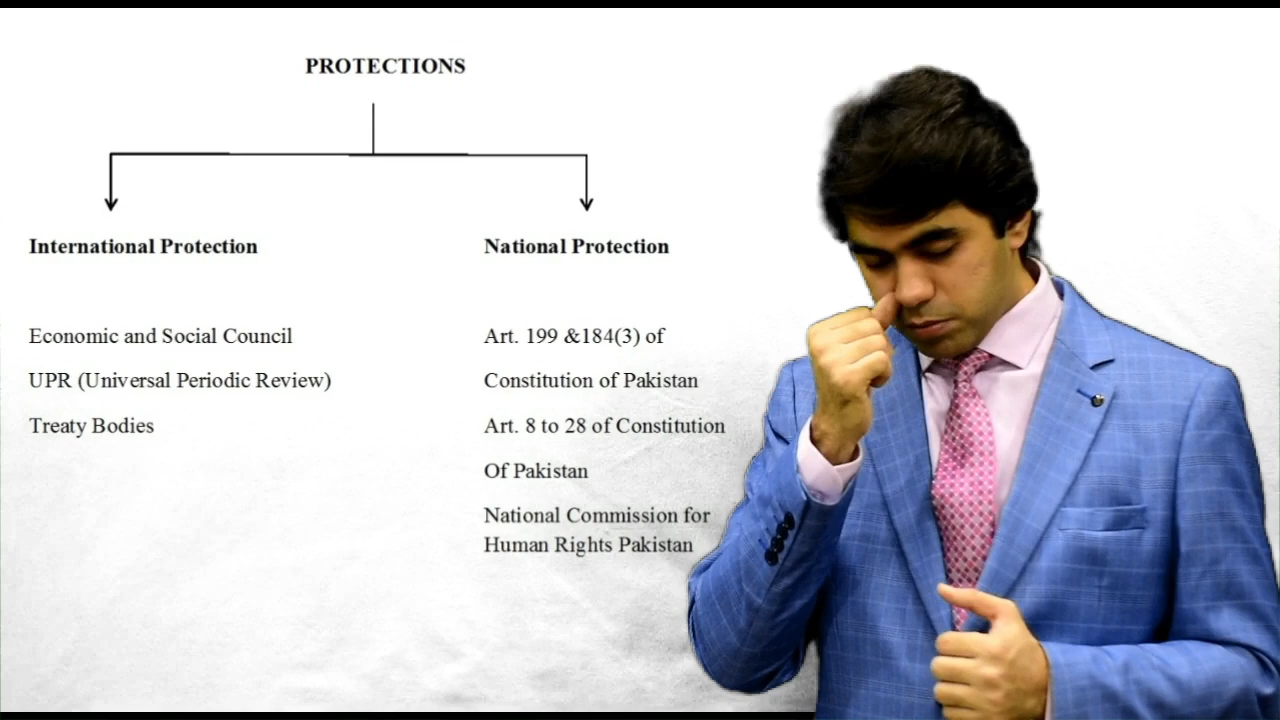 PROTECTIONS
International Protection
Economic and Social Council
UPR (Universal Periodic Review)
Treaty Bodies
National Protection
Art. 199 &184(3) of
Constitution of Pakistan
Art. 8 to 28 of Constitution
Of Pakistan
National Commission for
Human Rights Pakistan